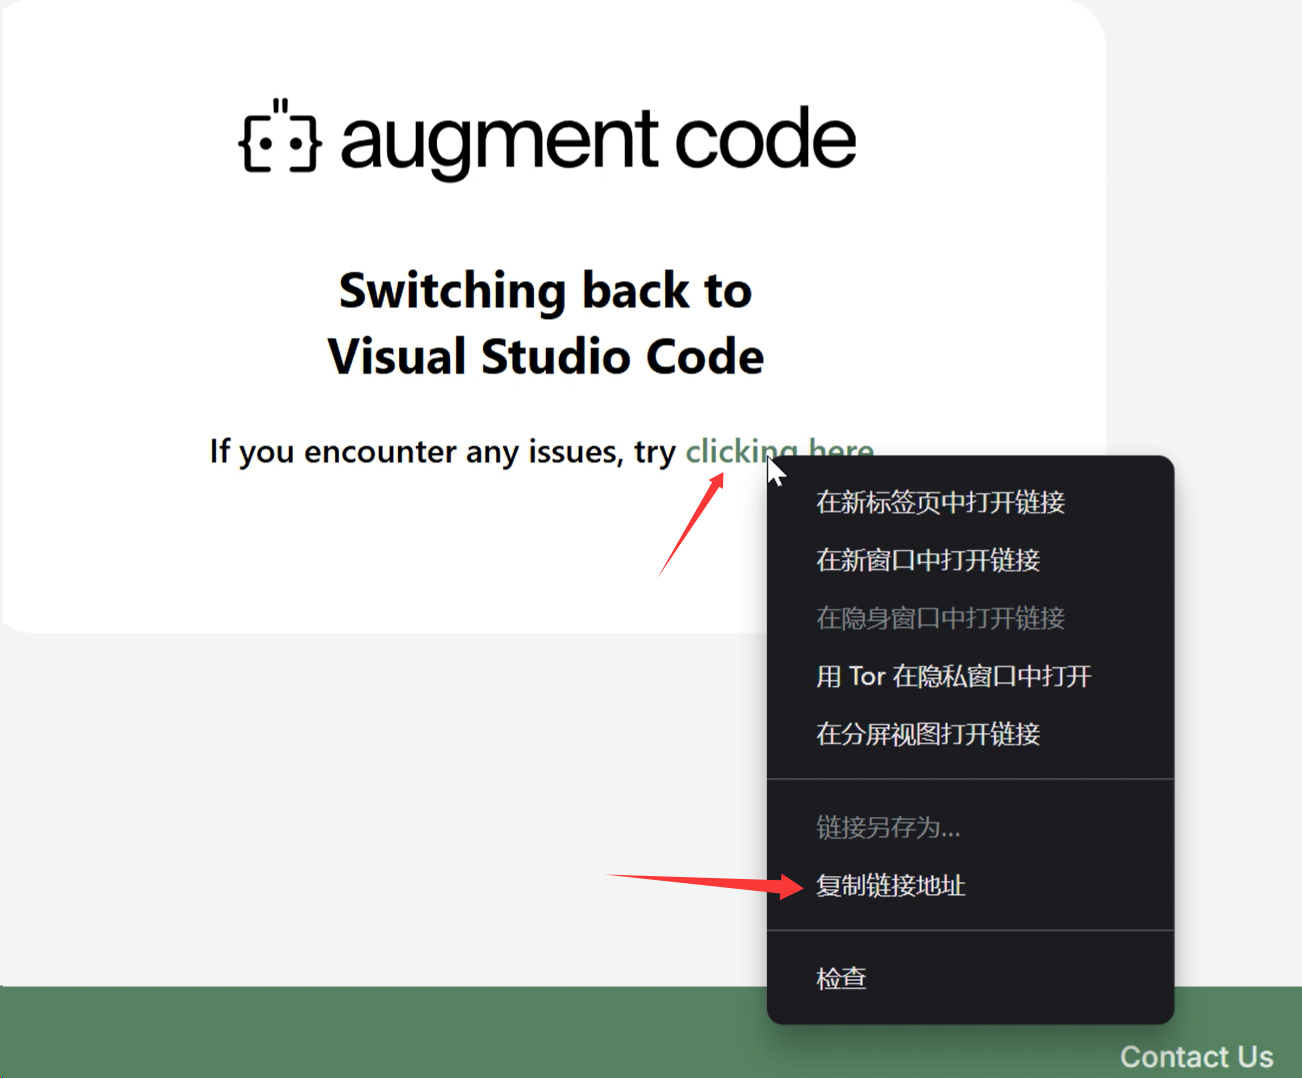 augment code
Switching back to
Visual Studio Code
If you encounter any issues, try clicking here
在新标签页中打开链接
在新窗口中打开链接
在隐身窗口中打开链接
用 Tor 在隐私窗口中打开
在分屏视图打开链接
链接另存为...
复制链接地址
检查
Contact Us